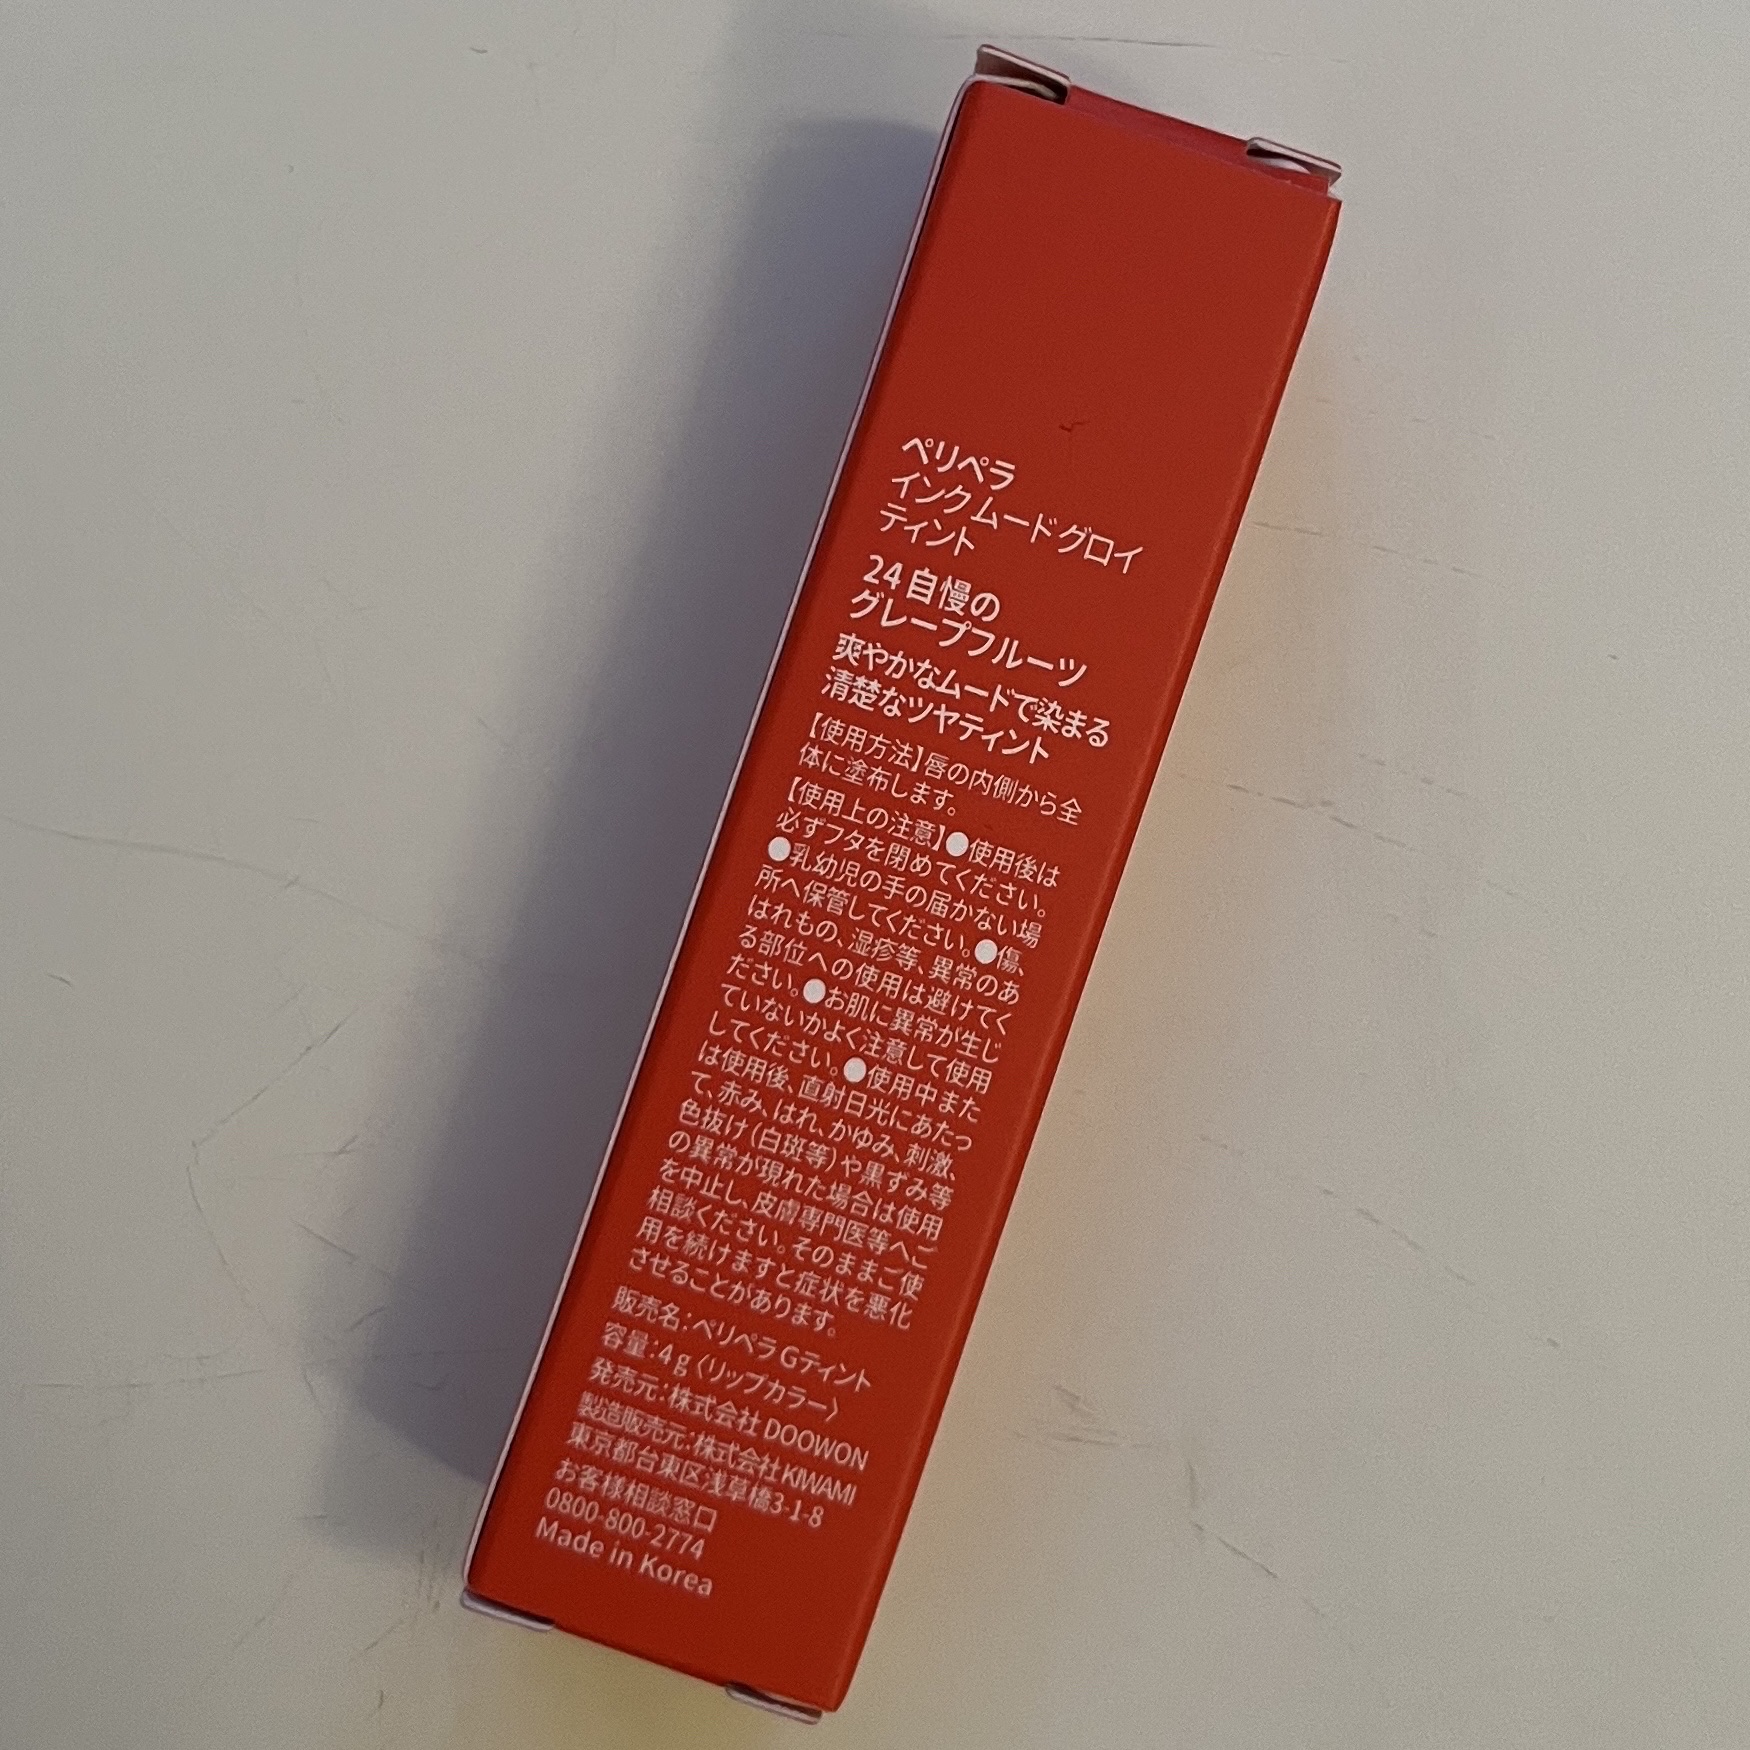 ペリペラ
インク ムード グロイ
ティント
24 自慢の
グレープフルーツ
爽やかなムードで染まる
清楚なツヤティント
【使用方法】唇の内側から全
体に塗布します。
【使用上の注意】●使用後は
必ずフタを閉めてください。
●乳幼児の手の届かない場
所へ保管してください。●傷、
はれもの、湿疹等、異常のあ
る部位への使用は避けてく
ださい。●お肌に異常が生じ
ていないかよく注意して使用
してください。●使用中また
は使用後、直射日光にあたっ
て、赤み、はれ、かゆみ、刺激、
色抜け（白斑等）や黒ずみ等
の異常が現れた場合は使用
を中止し、皮膚専門医等へご
相談ください。そのままご使
用を続けますと症状を悪化
させることがあります。
販売名：ペリペラ Gティント
容量：4 g 〈リップカラー〉
発売元：株式会社 DOOWON
製造販売元：株式会社 KIWAMI
東京都台東区浅草橋3-1-8
お客様相談窓口
0800-800-2774
Made in Korea